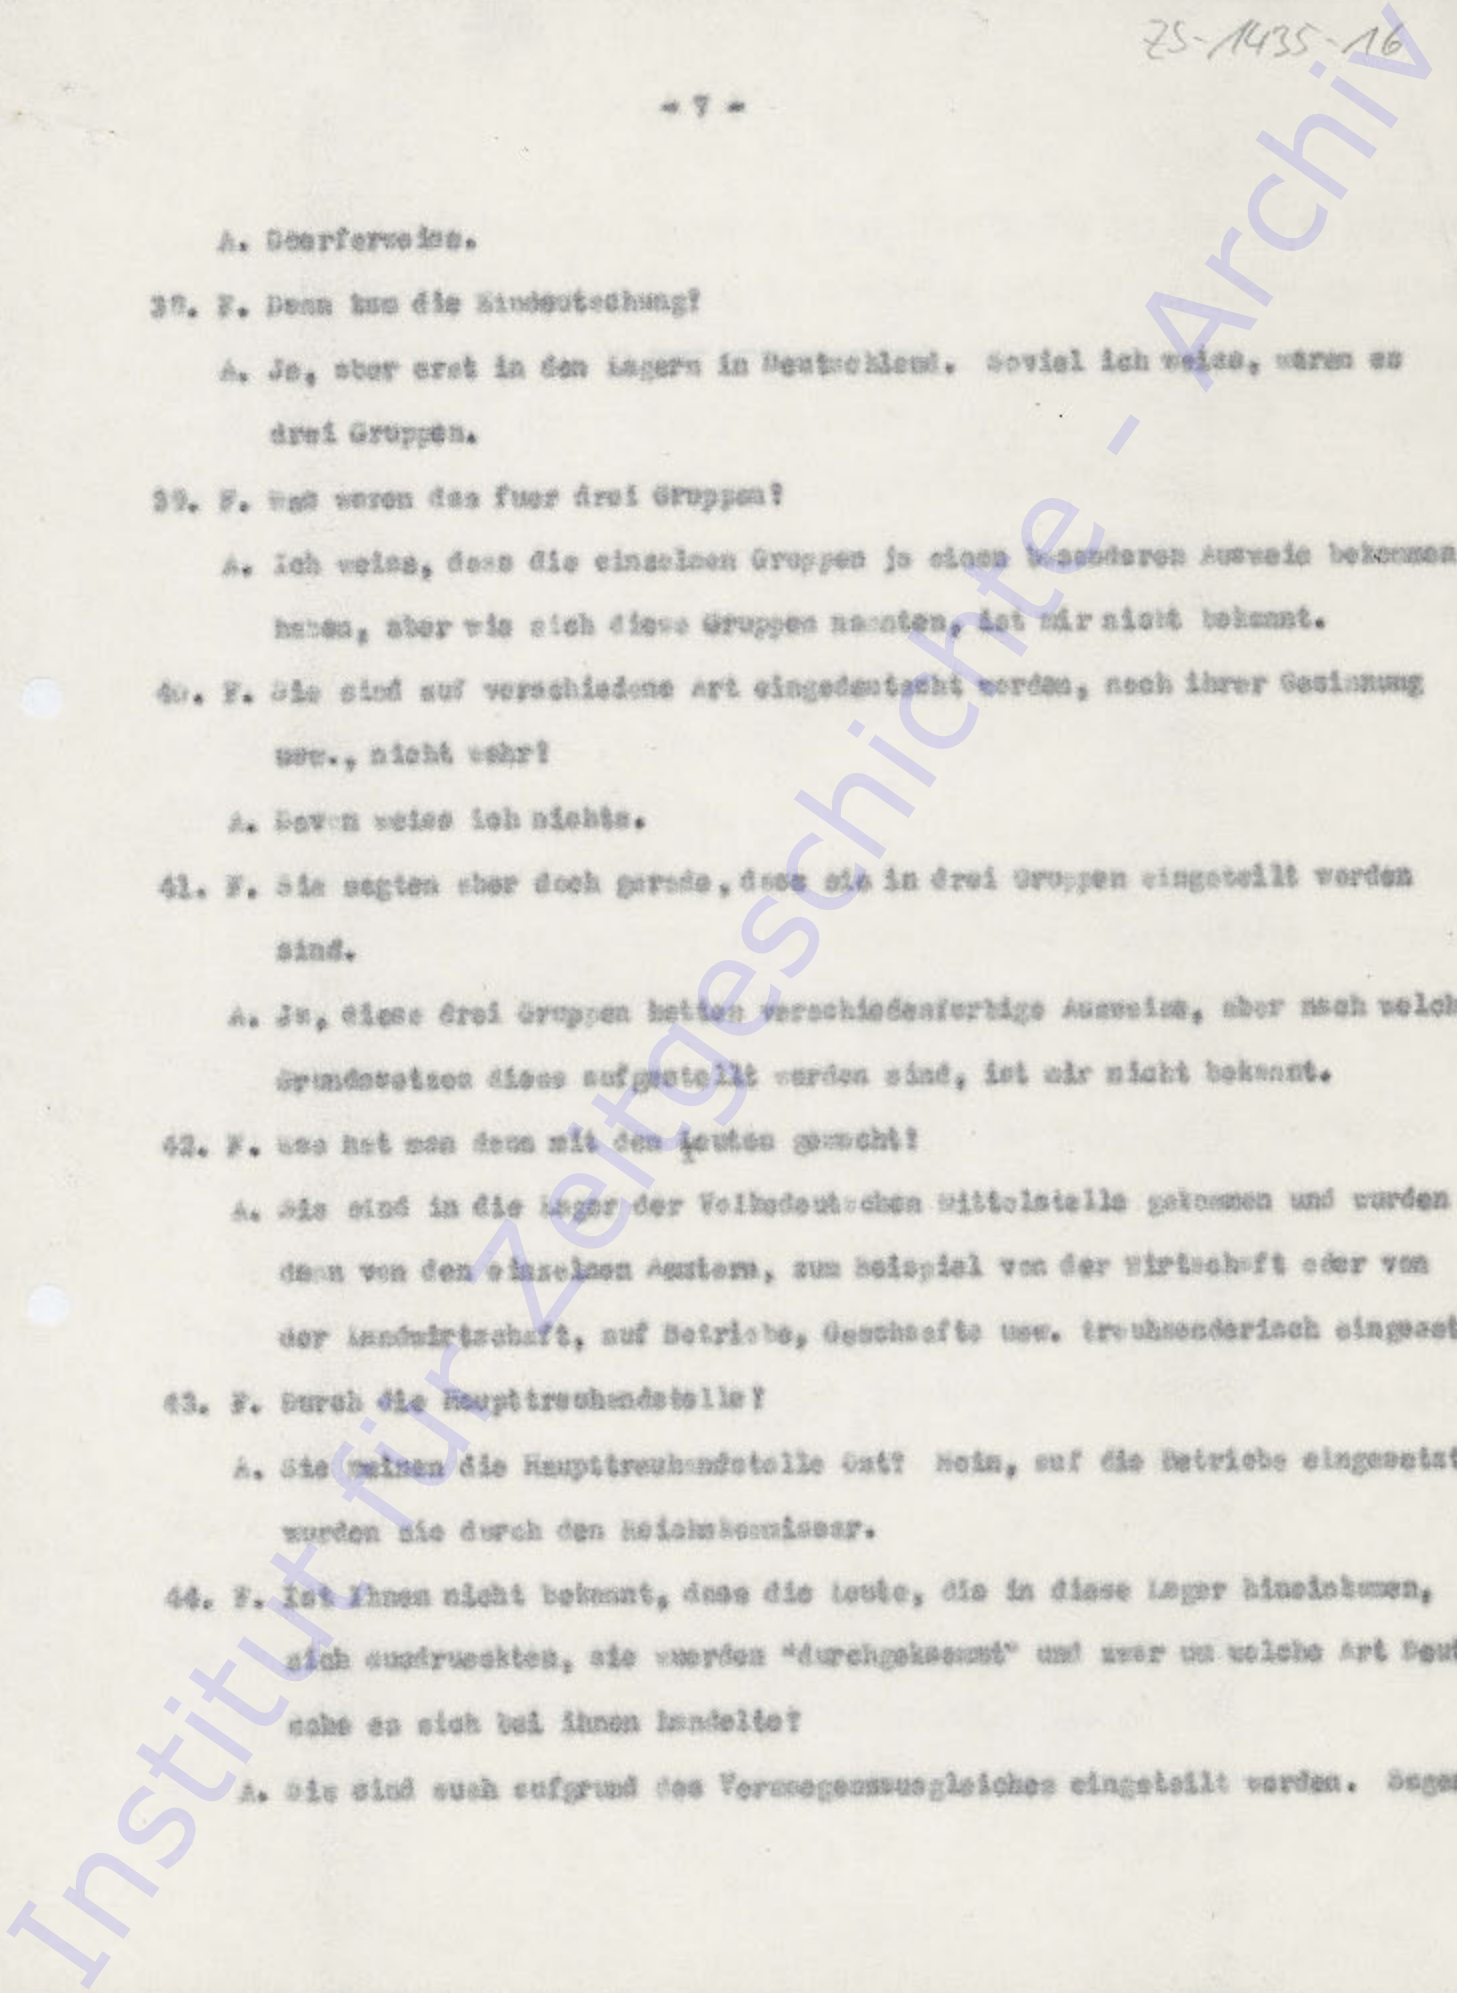 ZS-1435-16
- 7 -
A.
38. F. Dann kam die Eindeutschung?
A. Ja, aber erst in den Lagern in Deutschland. Soviel ich weiss, waren es
drei Gruppen.
39. F. Was waren das fuer drei Gruppen?
A. Ich weiss, dass die einzelnen Gruppen je einen besonderen Ausweis bekommen
haben, aber wie sich diese Gruppen nannten, ist mir nicht bekannt.
40. F. Sie sind auf verschiedene Art eingedeutscht worden, nach ihrer Gesinnung
usw., nicht wahr?
A. Davon weiss ich nichts.
41. F. Sie sagten aber doch gerade, dass sie in drei Gruppen eingeteilt worden
sind.
A. Ja, diese drei Gruppen hatten verschiedenfarbige Ausweise, aber nach welch
Grundsaetzen diese aufgestellt worden sind, ist mir nicht bekannt.
42. F. Was hat man dann mit den Leuten gemacht?
A. Sie sind in die Lager der Volksdeutschen Mittelstelle gekommen und wurden
dann von den einzelnen Aemtern, zum Beispiel von der Wirtschaft oder von
der Landwirtschaft, auf Betriebe, Geschaefte usw. treuhaenderisch eingeset
43. F. Durch die Haupttreuhandstelle?
A. Sie meinen die Haupttreuhandstelle Ost? Nein, auf die Betriebe eingesetzt
wurden sie durch den Reichskommissar.
44. F. Ist Ihnen nicht bekannt, dass die Leute, die in diese Lager hineinkamen,
sich ausdrueckten, sie wuerden "durchgekaemmt" und zwar um welche Art Deut
sche es sich bei ihnen handelte?
A. Sie sind auch aufgrund des Vermoegensausgleiches eingeteilt worden. Sagen
Institut für Zeitgeschichte - Archiv